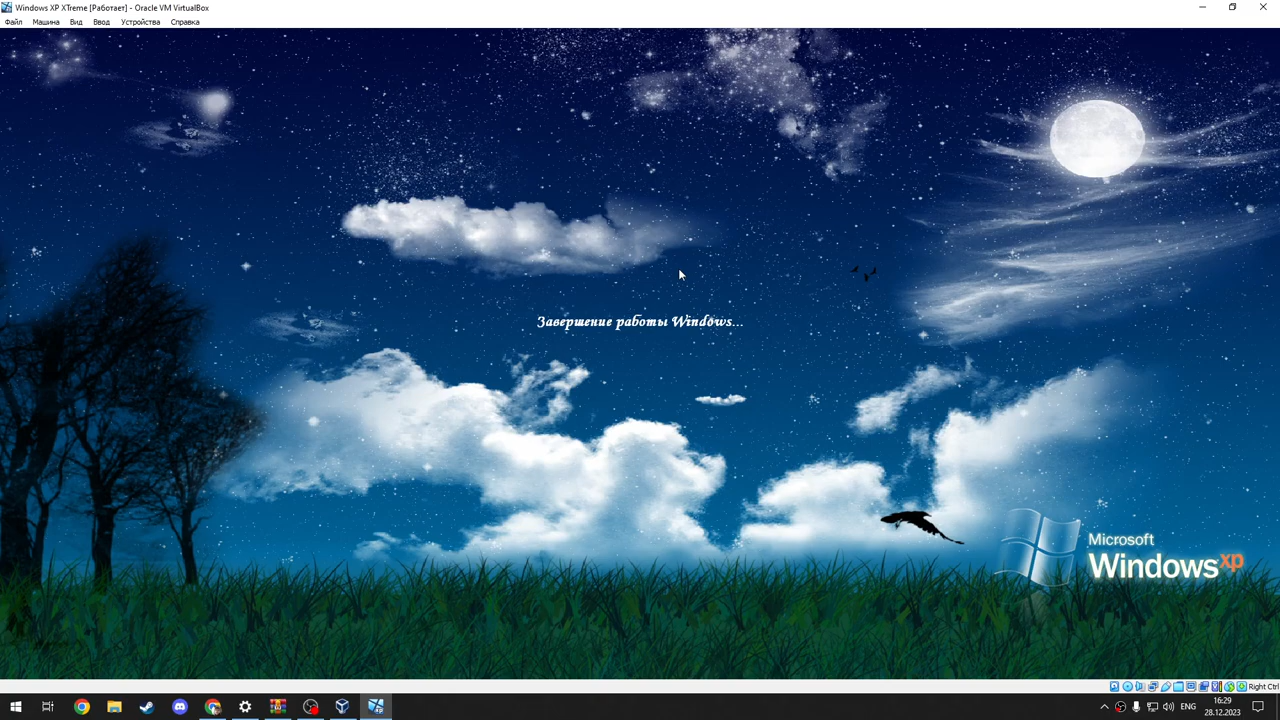 Windows XP XTreme [Работает] - Oracle VM VirtualBox
Файл Машина Вид Ввод Устройства Справка
Завершение работы Windows...
Microsoft
Windows xp
Right Ctrl
ENG
16:29
28.12.2023